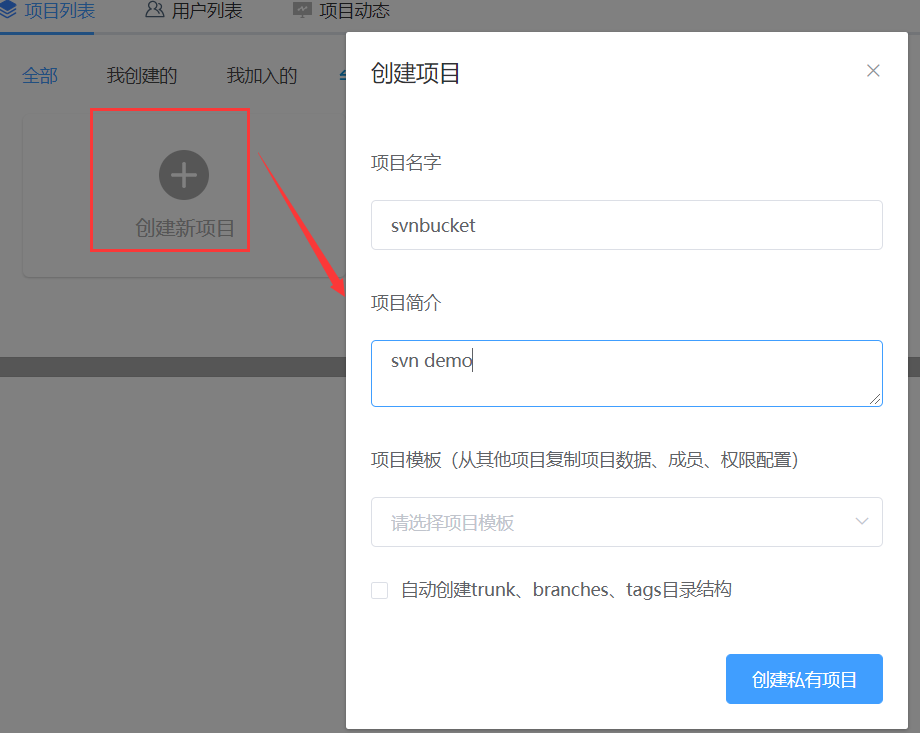 项目列表 用户列表 项目动态
全部 我创建的 我加入的
创建新项目
创建项目
项目名字
svnbucket
项目简介
svn demo
项目模板（从其他项目复制项目数据、成员、权限配置）
请选择项目模板
自动创建trunk、branches、tags目录结构
创建私有项目